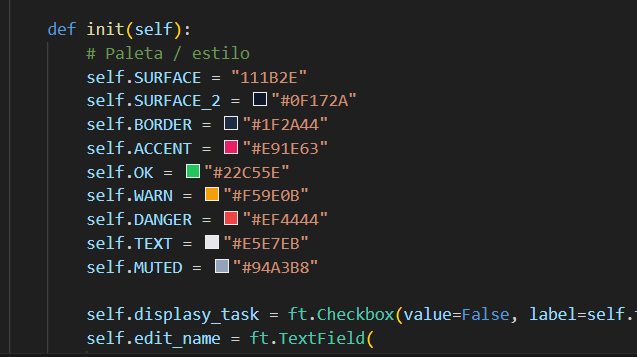 def init(self):
# Paleta / estilo
self.SURFACE = "111B2E"
self.SURFACE_2 = "#0F172A"
self.BORDER = "#1F2A44"
self.ACCENT = "#E91E63"
self.OK = "#22C55E"
self.WARN = "#F59E0B"
self.DANGER = "#EF4444"
self.TEXT = "#E5E7EB"
self.MUTED = "#94A3B8"
self.displasy_task = ft.Checkbox(value=False, label=self.
self.edit_name = ft.TextField(